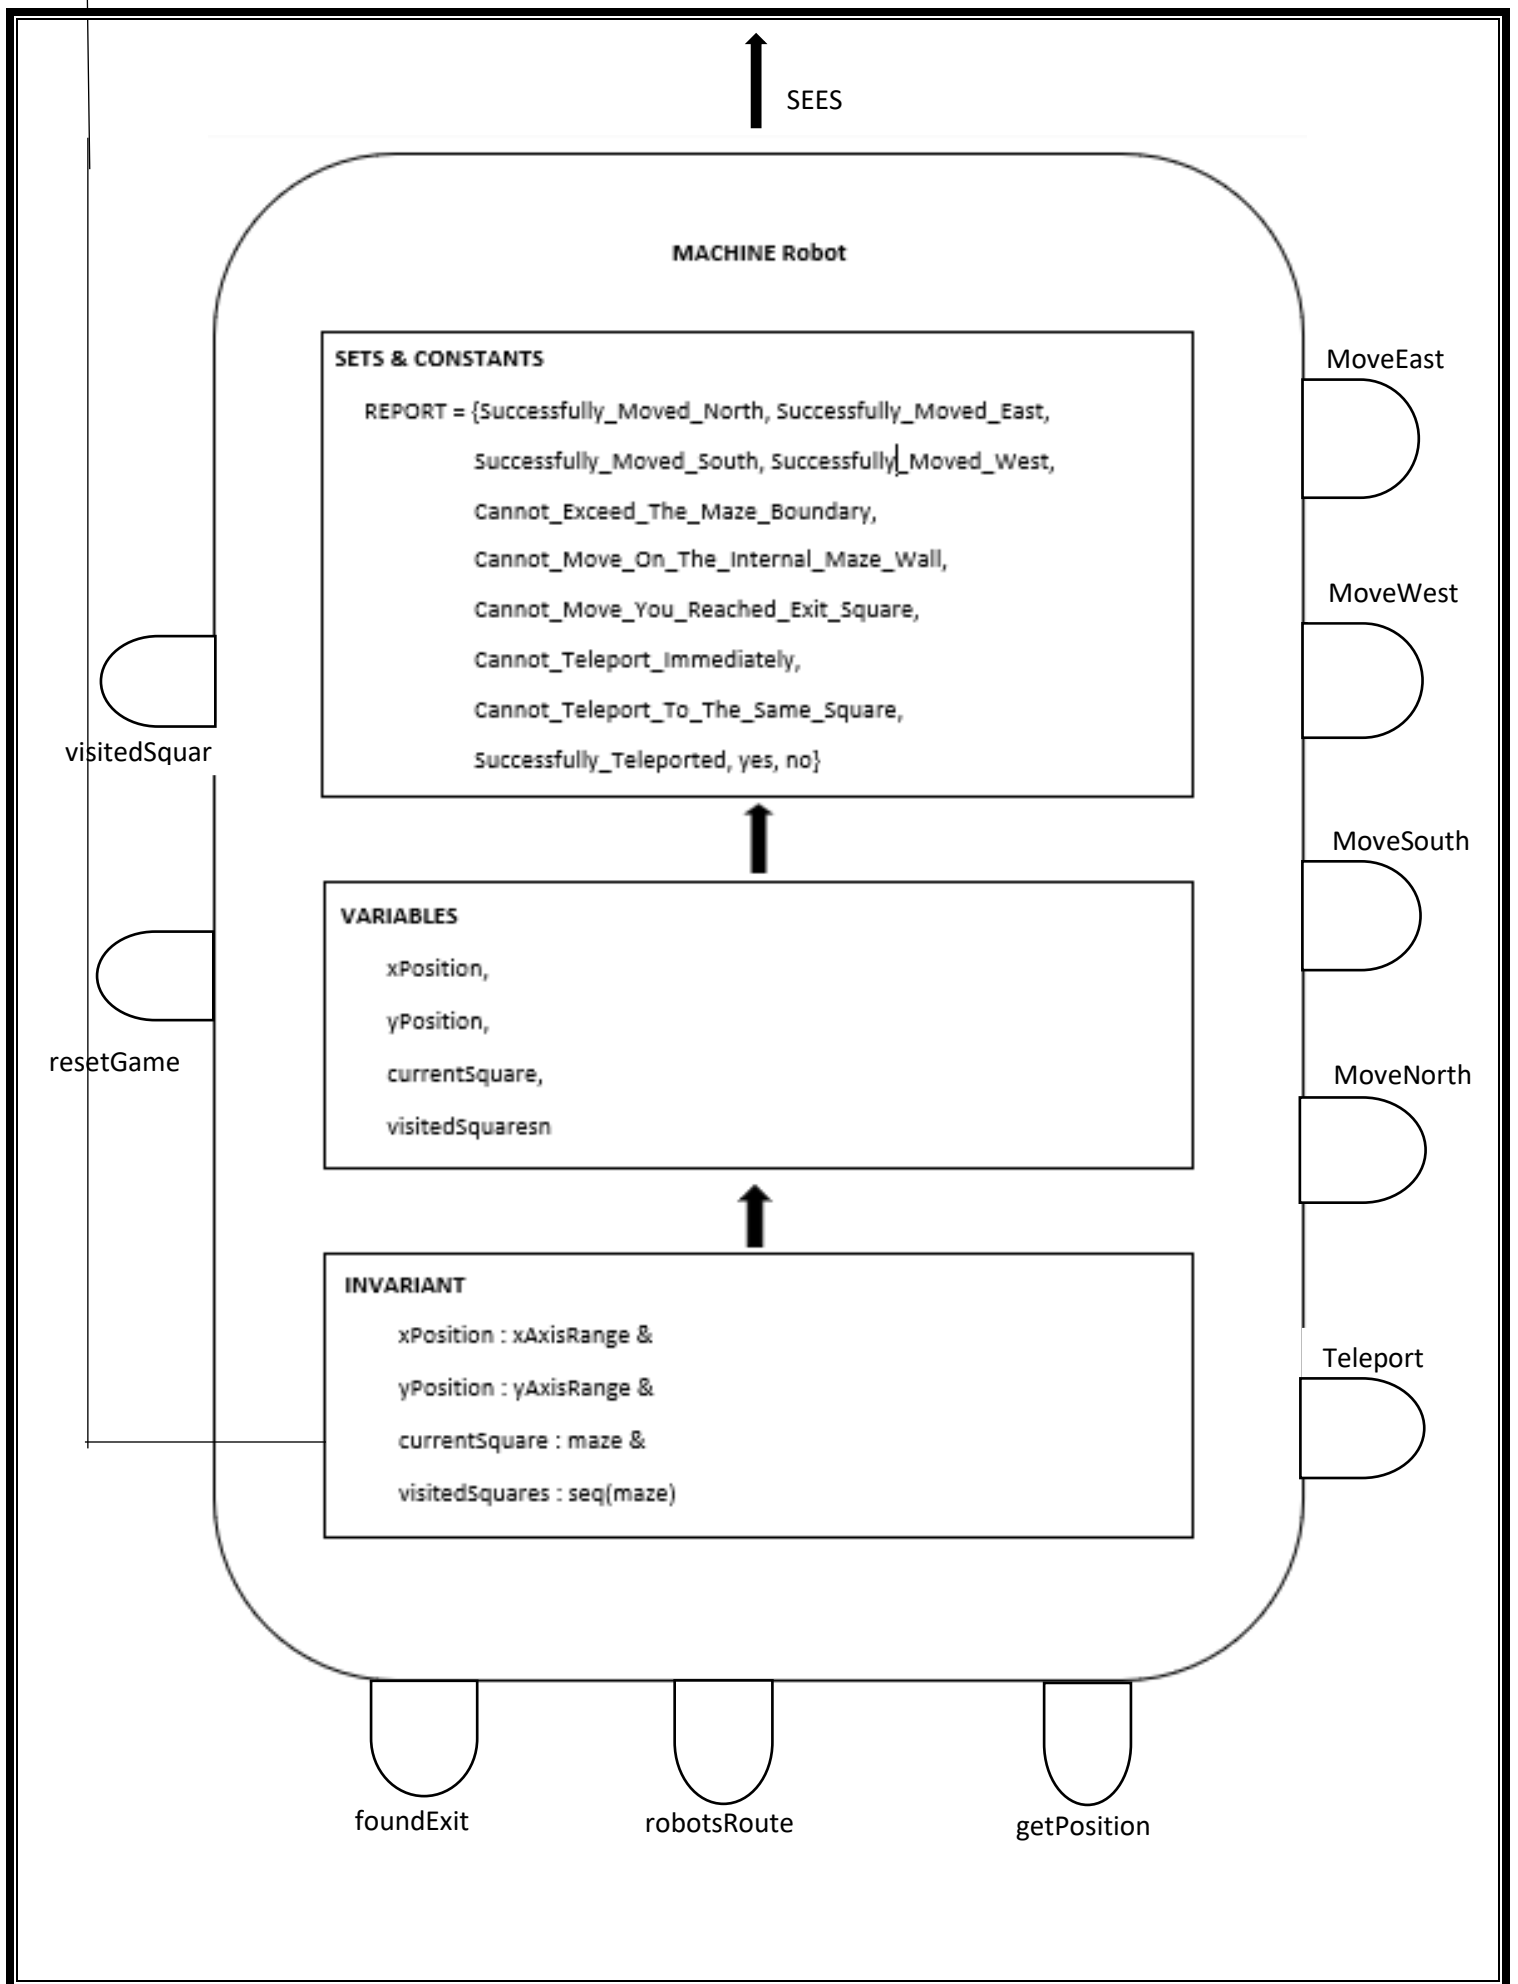 SEES
MACHINE Robot
SETS & CONSTANTS
REPORT = {Successfully_Moved_North, Successfully_Moved_East,
Successfully_Moved_South, Successfully_Moved_West,
Cannot_Exceed_The_Maze_Boundary,
Cannot_Move_On_The_Internal_Maze_Wall,
Cannot_Move_You_Reached_Exit_Square,
Cannot_Teleport_Immediately,
Cannot_Teleport_To_The_Same_Square,
Successfully_Teleported, yes, no}
VARIABLES
xPosition,
yPosition,
currentSquare,
visitedSquaresn
INVARIANT
xPosition : xAxisRange &
yPosition : yAxisRange &
currentSquare : maze &
visitedSquares : seq(maze)
visitedSquar
resetGame
MoveEast
MoveWest
MoveSouth
MoveNorth
Teleport
foundExit
robotsRoute
getPosition